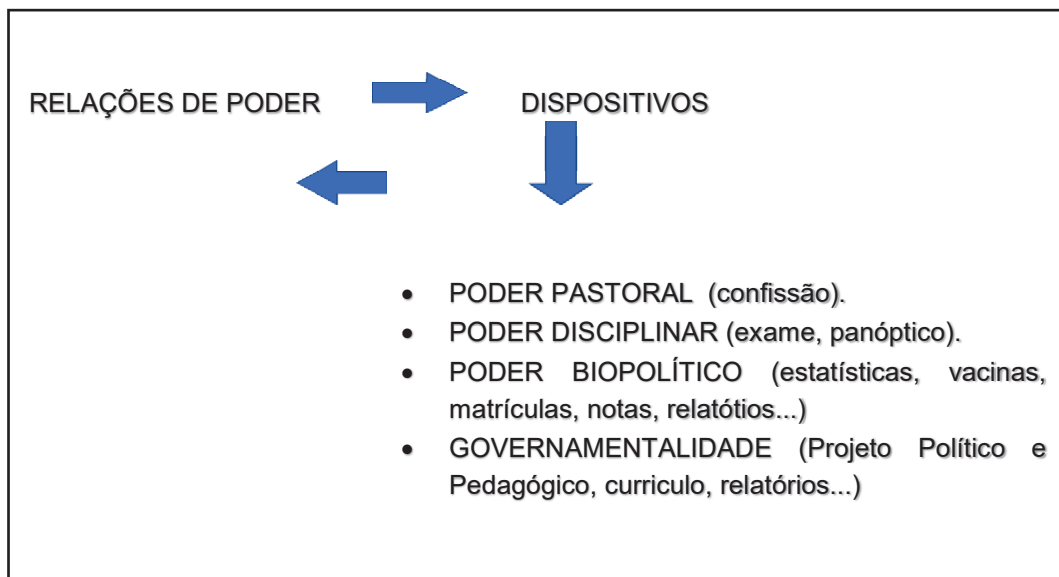 RELAÇÕES DE PODER DISPOSITIVOS
• PODER PASTORAL (confissão).
• PODER DISCIPLINAR (exame, panóptico).
• PODER BIOPOLÍTICO (estatísticas, vacinas,
matrículas, notas, relatótios...)
• GOVERNAMENTALIDADE (Projeto Político e
Pedagógico, curriculo, relatórios...)